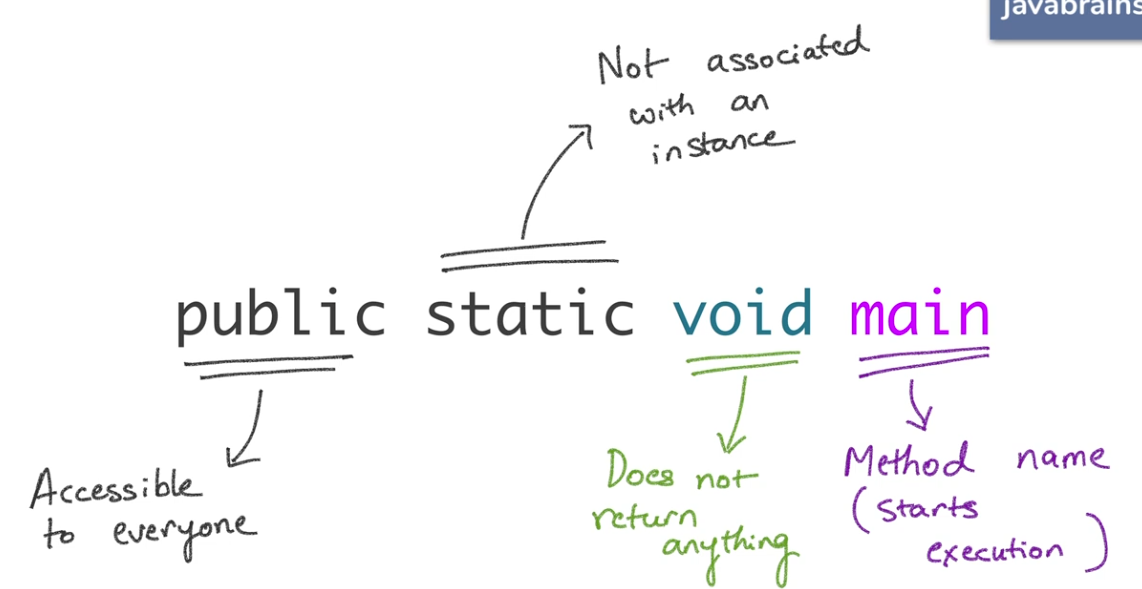 javabrains
Not associated
with an
instance
public static void main
Accessible
to everyone
Does not
return
anything
Method name
(starts
execution)